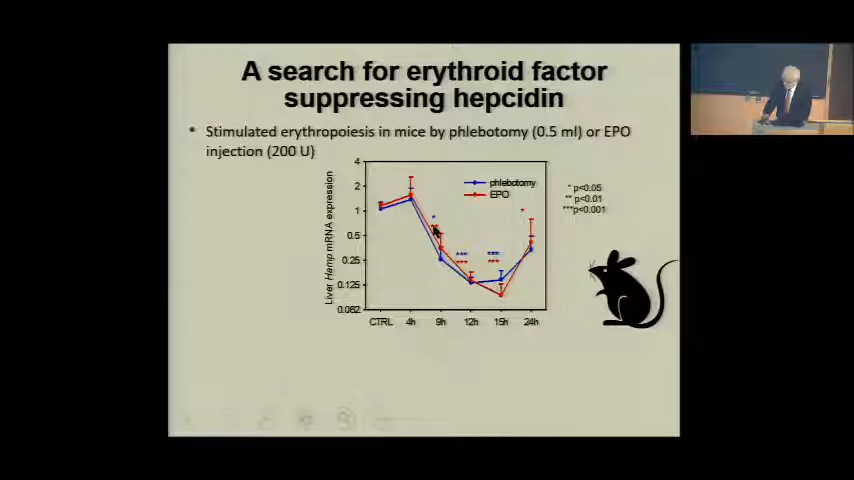 A search for erythroid factor
suppressing hepcidin
• Stimulated erythropoiesis in mice by phlebotomy (0.5 ml) or EPO
injection (200 U)
Liver Hamp mRNA expression
4
2
1
0.5
0.25
0.125
0.062
phlebotomy
EPO
*
*
***
***
***
***
CTRL 4h 9h 12h 15h 24h
* p<0.05
** p<0.01
***p<0.001